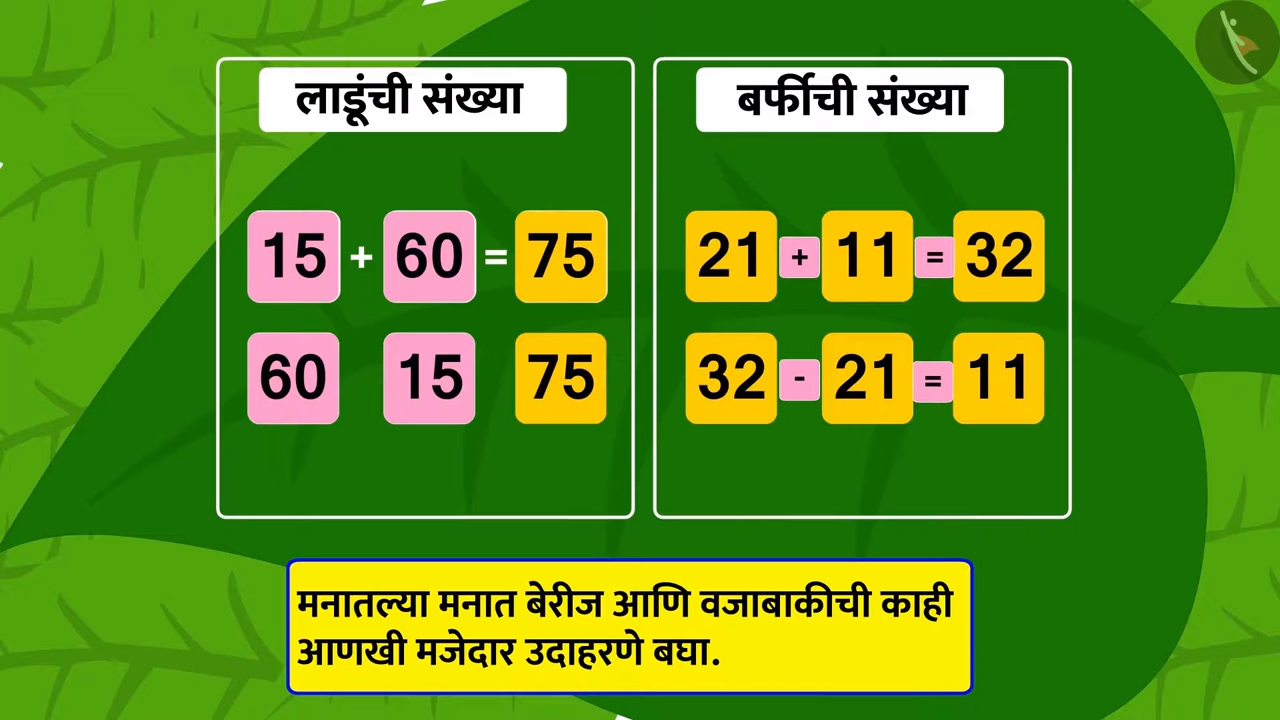 लाडूंची संख्या
15 + 60 = 75
60 15 75
बर्फीची संख्या
21 + 11 = 32
32 - 21 = 11
मनातल्या मनात बेरीज आणि वजाबाकीची काही
आणखी मजेदार उदाहरणे बघा.